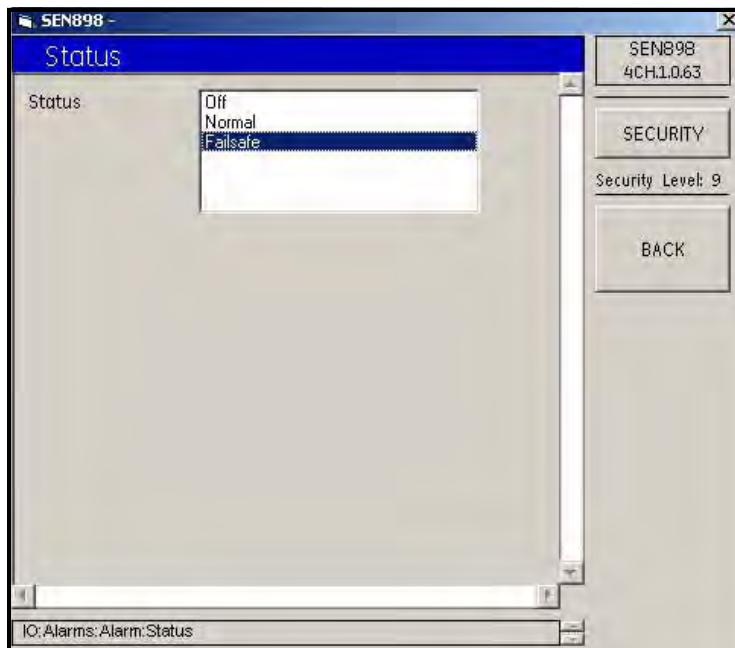 SEN898 -
Status
Status
Off
Normal
Failsafe
SEN898
4CH.1.0.63
SECURITY
Security Level: 9
BACK
IO:Alarms:Alarm:Status